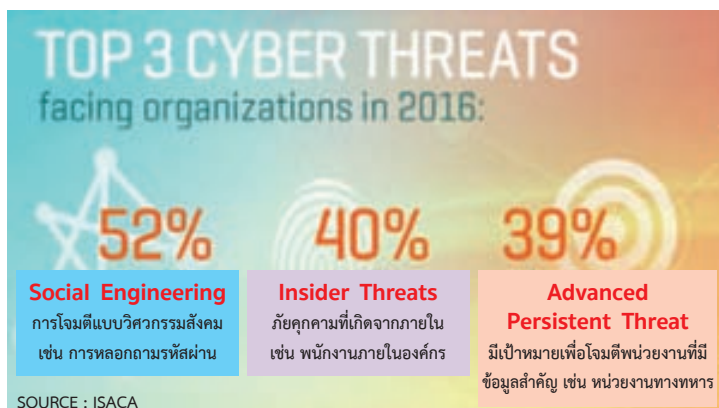 TOP 3 CYBER THREATS
facing organizations in 2016:
52%
40%
39%
Social Engineering
การโจมตีแบบวิศวกรรมสังคม
เช่น การหลอกถามรหัสผ่าน
Insider Threats
ภัยคุกคามที่เกิดจากภายใน
เช่น พนักงานภายในองค์กร
Advanced
Persistent Threat
มีเป้าหมายเพื่อโจมตีพน่วยงานที่มี
ข้อมูลสำคัญ เช่น หน่วยงานทางทหาร
SOURCE : ISACA